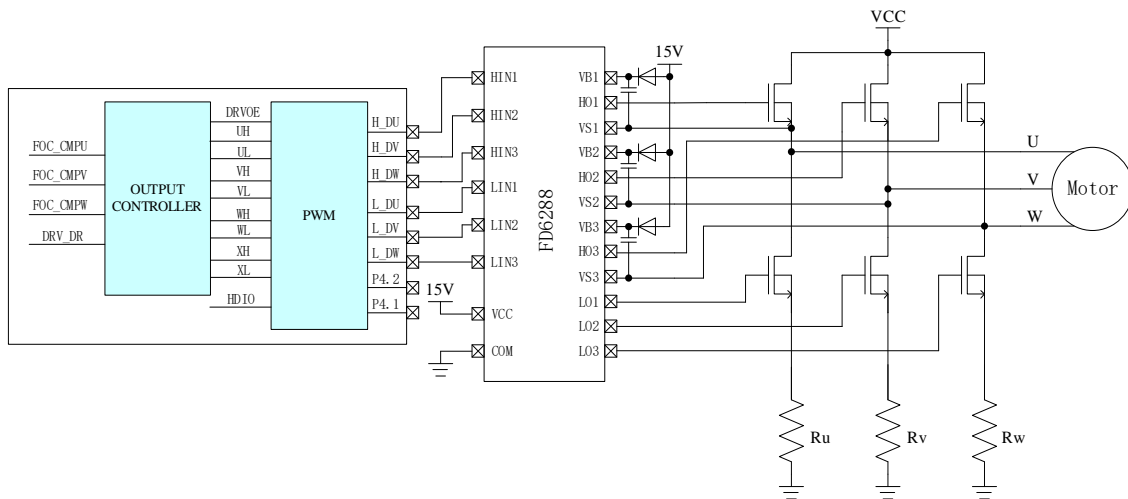 VCC
15V
HIN1
HIN2
HIN3
LIN1
LIN2
LIN3
VCC
COM
FD6288
VB1
HO1
VS1
VB2
HO2
VS2
VB3
HO3
VS3
LO1
LO2
LO3
FOC_CMPU
FOC_CMPV
FOC_CMPW
DRV_DR
OUTPUT
CONTROLLER
DRVOE
UH
UL
VH
VL
WH
WL
XH
XL
HDIO
PWM
H_DU
H_DV
H_DW
L_DU
L_DV
L_DW
P4.2
P4.1
15V
U
V
W
Motor
Ru
Rv
Rw